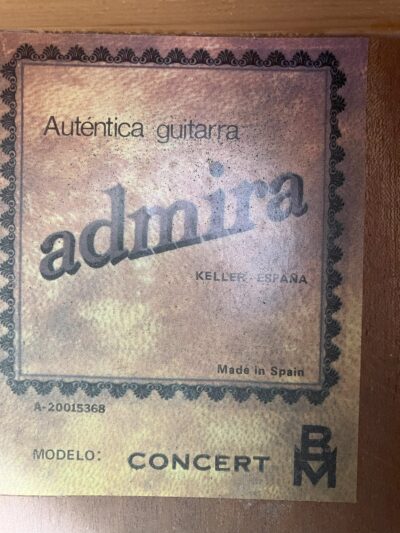 Auténtica guitarra
admira
KELLER - ESPAÑA
Made in Spain
A-20015368
MODELO: CONCERT
BM